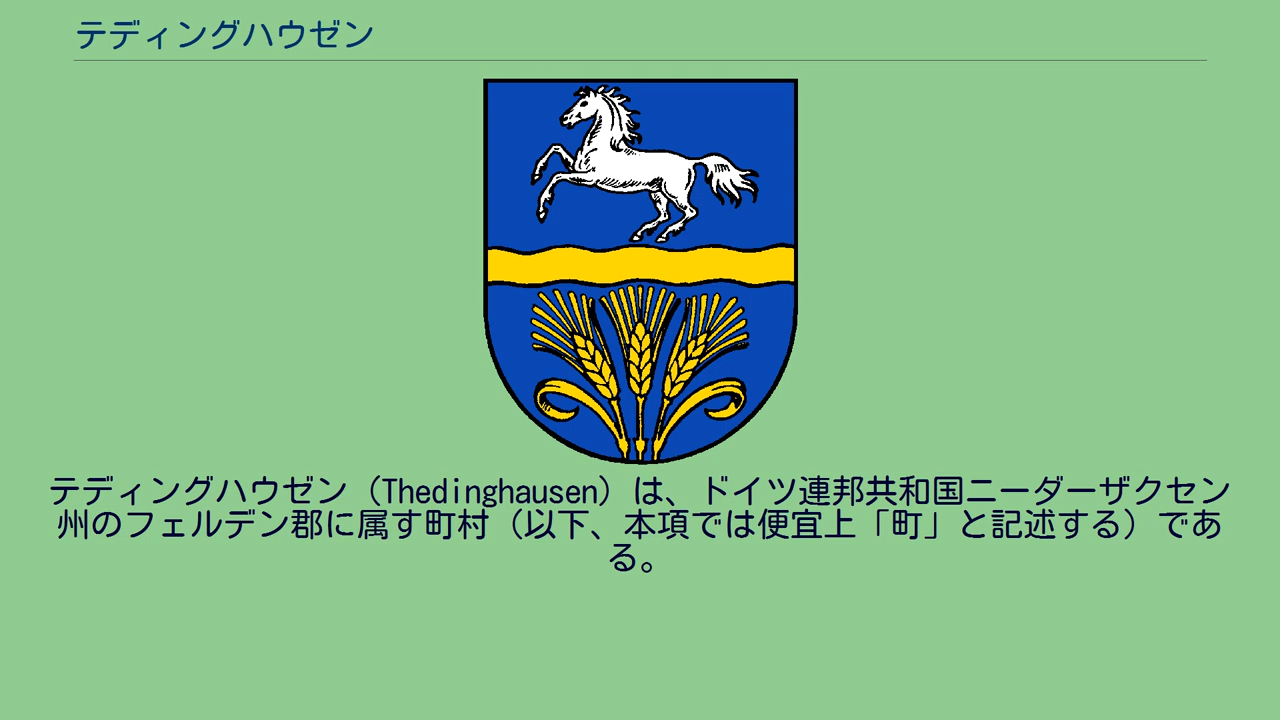 テディングハウゼン
テディングハウゼン（Thedinghausen）は、ドイツ連邦共和国ニーダーザクセン
州のフェルデン郡に属す町村（以下、本項では便宜上「町」と記述する）であ
る。